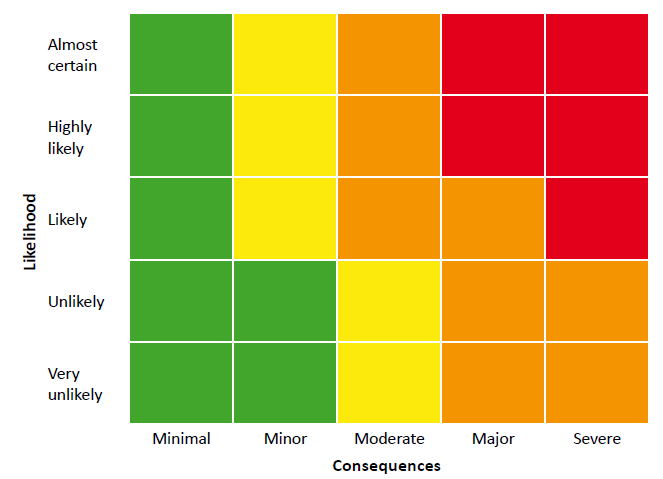 Almost
certain
Highly
likely
Likely
Likelihood
Unlikely
Very
unlikely
Minimal
Minor
Moderate
Major
Severe
Consequences